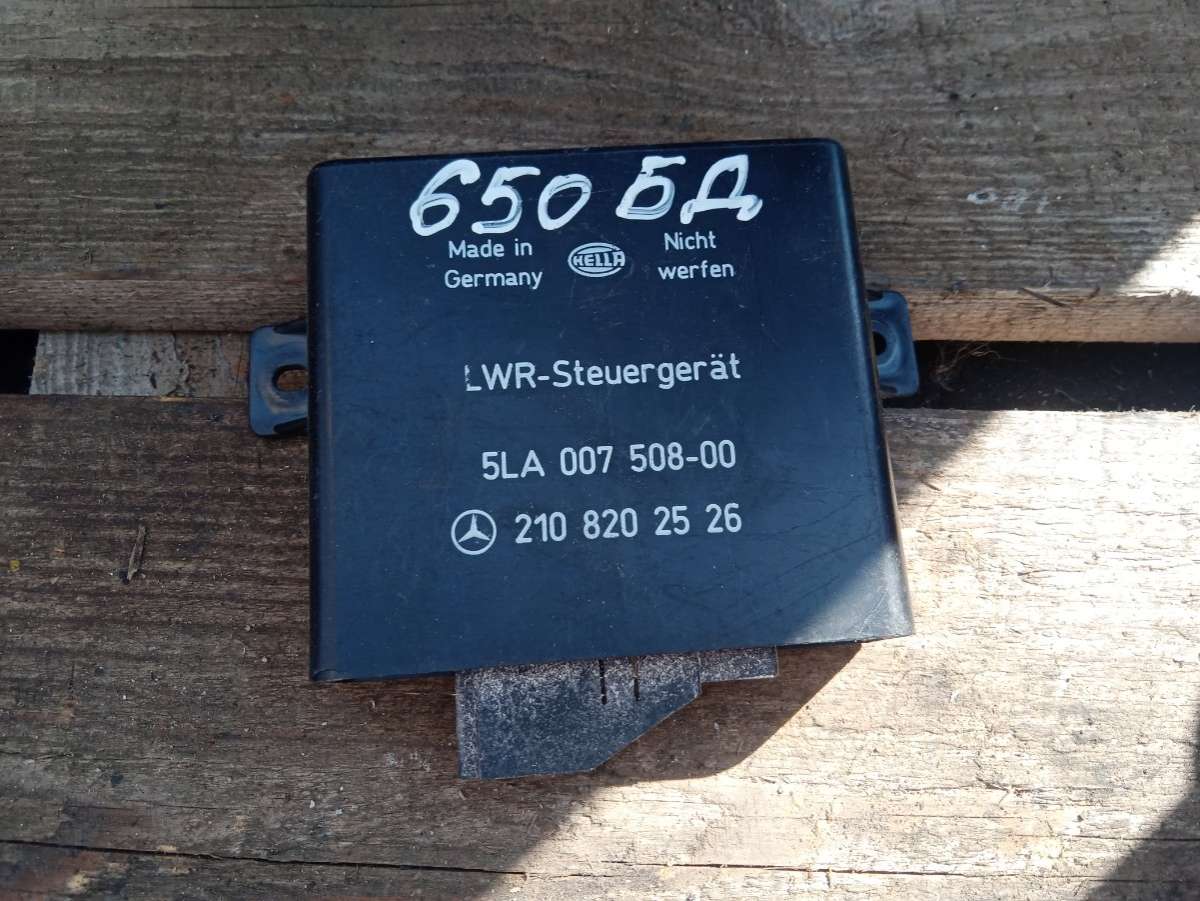 650 БД
Made in
Germany
HELLA
Nicht
werfen
LWR-Steuergerät
5LA 007 508-00
210 820 25 26